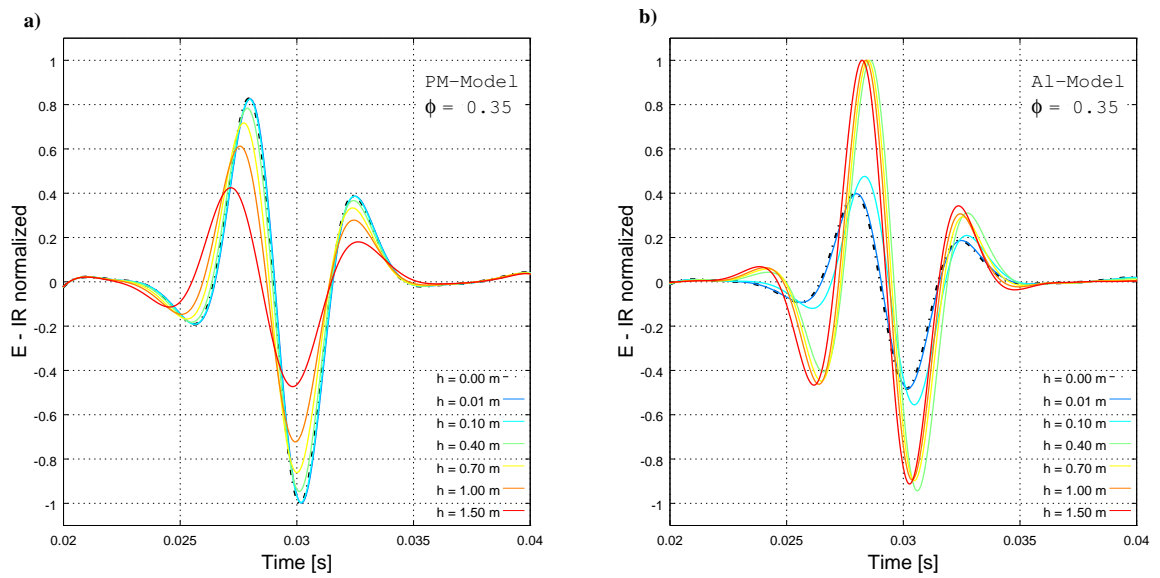 a)
PM-Model
ϕ = 0.35
E - IR normalized
1
0.8
0.6
0.4
0.2
0
-0.2
-0.4
-0.6
-0.8
-1
h = 0.00 m
h = 0.01 m
h = 0.10 m
h = 0.40 m
h = 0.70 m
h = 1.00 m
h = 1.50 m
0.02 0.025 0.03 0.035 0.04
Time [s]
b)
Al-Model
ϕ = 0.35
E - IR normalized
1
0.8
0.6
0.4
0.2
0
-0.2
-0.4
-0.6
-0.8
-1
h = 0.00 m
h = 0.01 m
h = 0.10 m
h = 0.40 m
h = 0.70 m
h = 1.00 m
h = 1.50 m
0.02 0.025 0.03 0.035 0.04
Time [s]